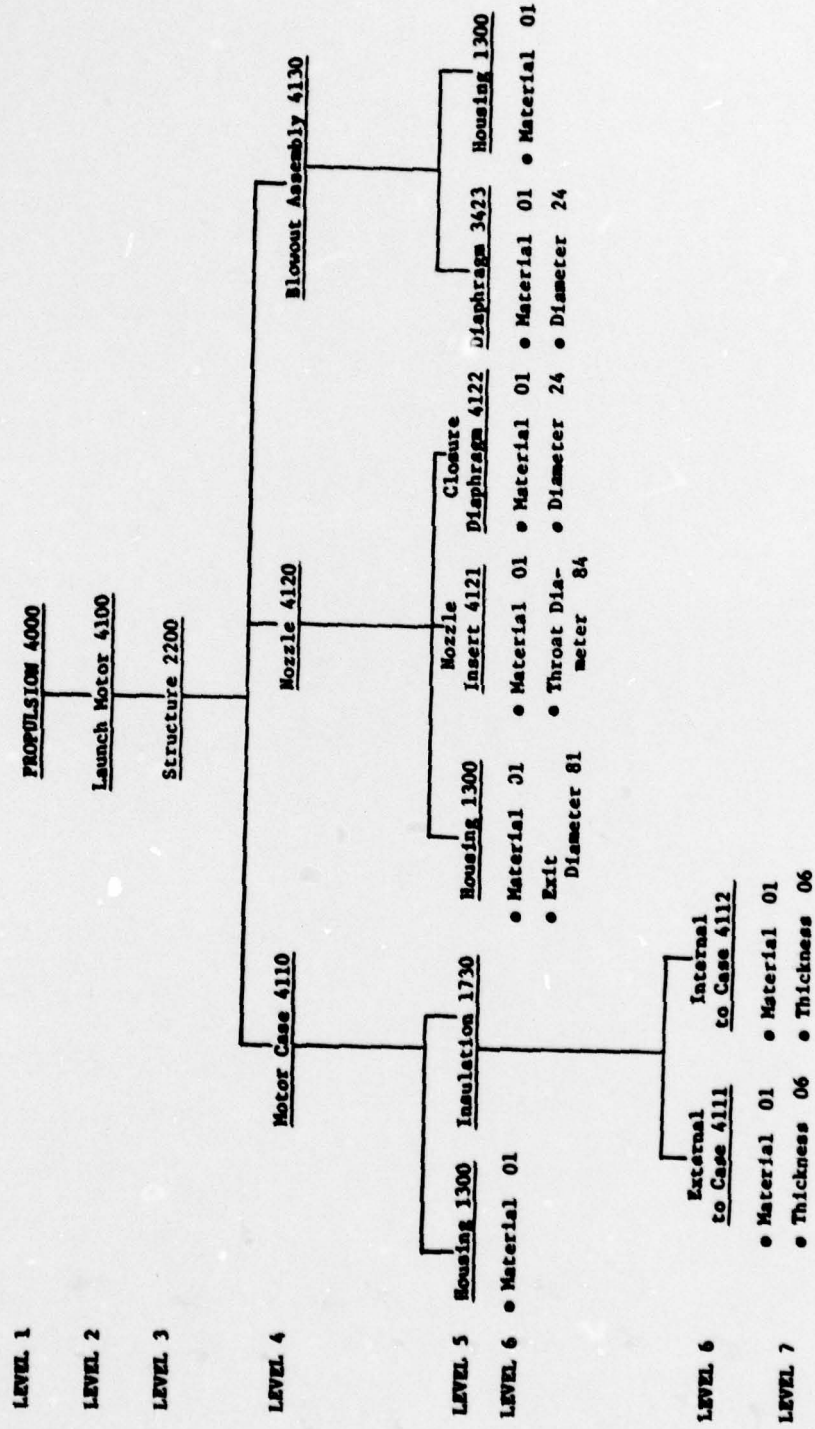 LEVEL 1
PROPULSION 4000
LEVEL 2
Launch Motor 4100
LEVEL 3
Structure 2200
LEVEL 4
Motor Case 4110
Nozzle 4120
Blowout Assembly 4130
LEVEL 5
Housing 1300
Insulation 1730
Housing 1300
Nozzle
Insert 4121
Closure
Diaphragm 4122
Diaphragm 3423
Housing 1300
LEVEL 6
• Material 01
• Material 01
• Exit
Diameter 81
• Material 01
• Throat Dia-
meter 84
• Material 01
• Diameter 24
• Material 01
• Diameter 24
• Material 01
LEVEL 6
External
to Case 4111
Internal
to Case 4112
LEVEL 7
• Material 01
• Thickness 06
• Material 01
• Thickness 06